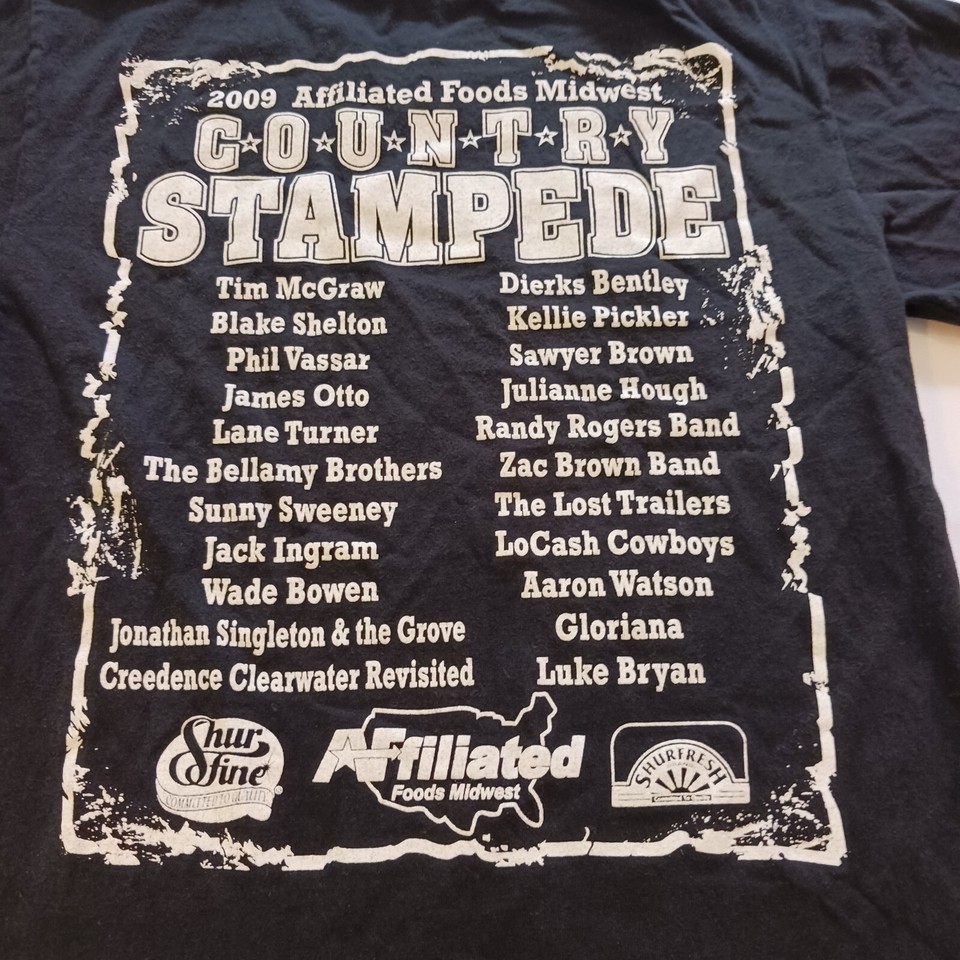 2009 Affiliated Foods Midwest
COUNTRY
STAMPEDE
Tim McGraw
Blake Shelton
Phil Vassar
James Otto
Lane Turner
The Bellamy Brothers
Sunny Sweeney
Jack Ingram
Wade Bowen
Jonathan Singleton & the Grove
Creedence Clearwater Revisited
Dierks Bentley
Kellie Pickler
Sawyer Brown
Julianne Hough
Randy Rogers Band
Zac Brown Band
The Lost Trailers
LoCash Cowboys
Aaron Watson
Gloriana
Luke Bryan
Shur
fine
COMMITTED TO QUALITY
®
Affiliated
Foods Midwest
SHURFRESH